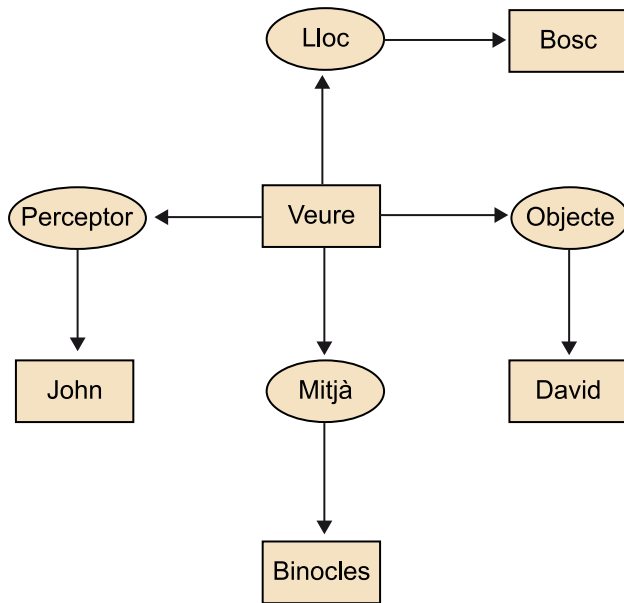 Lloc
Bosc
Perceptor
Veure
Objecte
John
Mitjà
David
Binocles